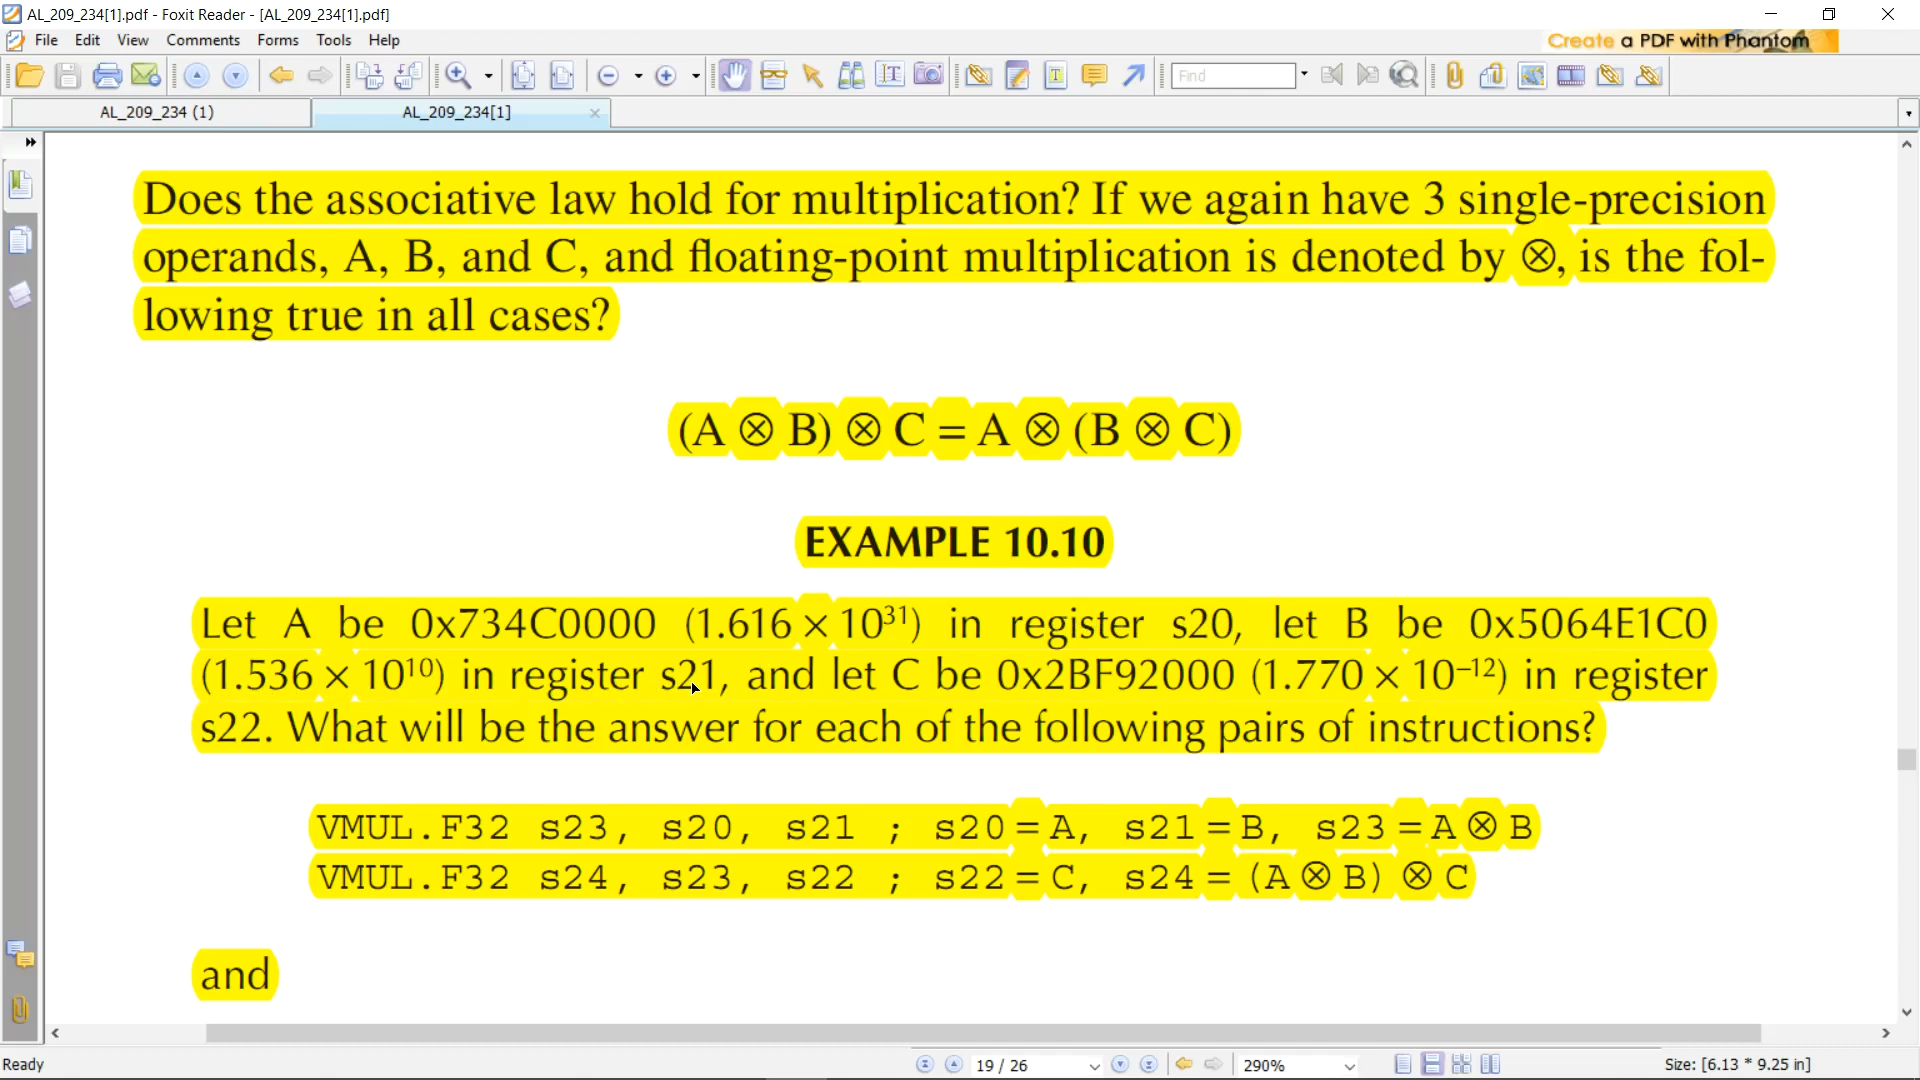 AL_209_234[1].pdf - Foxit Reader - [AL_209_234[1].pdf]
File Edit View Comments Forms Tools Help
Create a PDF with Phantom
Find
AL_209_234 (1) AL_209_234[1]
Does the associative law hold for multiplication? If we again have 3 single-precision
operands, A, B, and C, and floating-point multiplication is denoted by ⊗, is the fol-
lowing true in all cases?
(A ⊗ B) ⊗ C = A ⊗ (B ⊗ C)
EXAMPLE 10.10
Let A be 0x734C0000 (1.616 × 10³¹) in register s20, let B be 0x5064E1C0
(1.536 × 10¹⁰) in register s21, and let C be 0x2BF92000 (1.770 × 10⁻¹²) in register
s22. What will be the answer for each of the following pairs of instructions?
VMUL.F32 s23, s20, s21 ; s20 = A, s21 = B, s23 = A ⊗ B
VMUL.F32 s24, s23, s22 ; s22 = C, s24 = (A ⊗ B) ⊗ C
and
Ready 19 / 26 290% Size: [6.13 * 9.25 in]